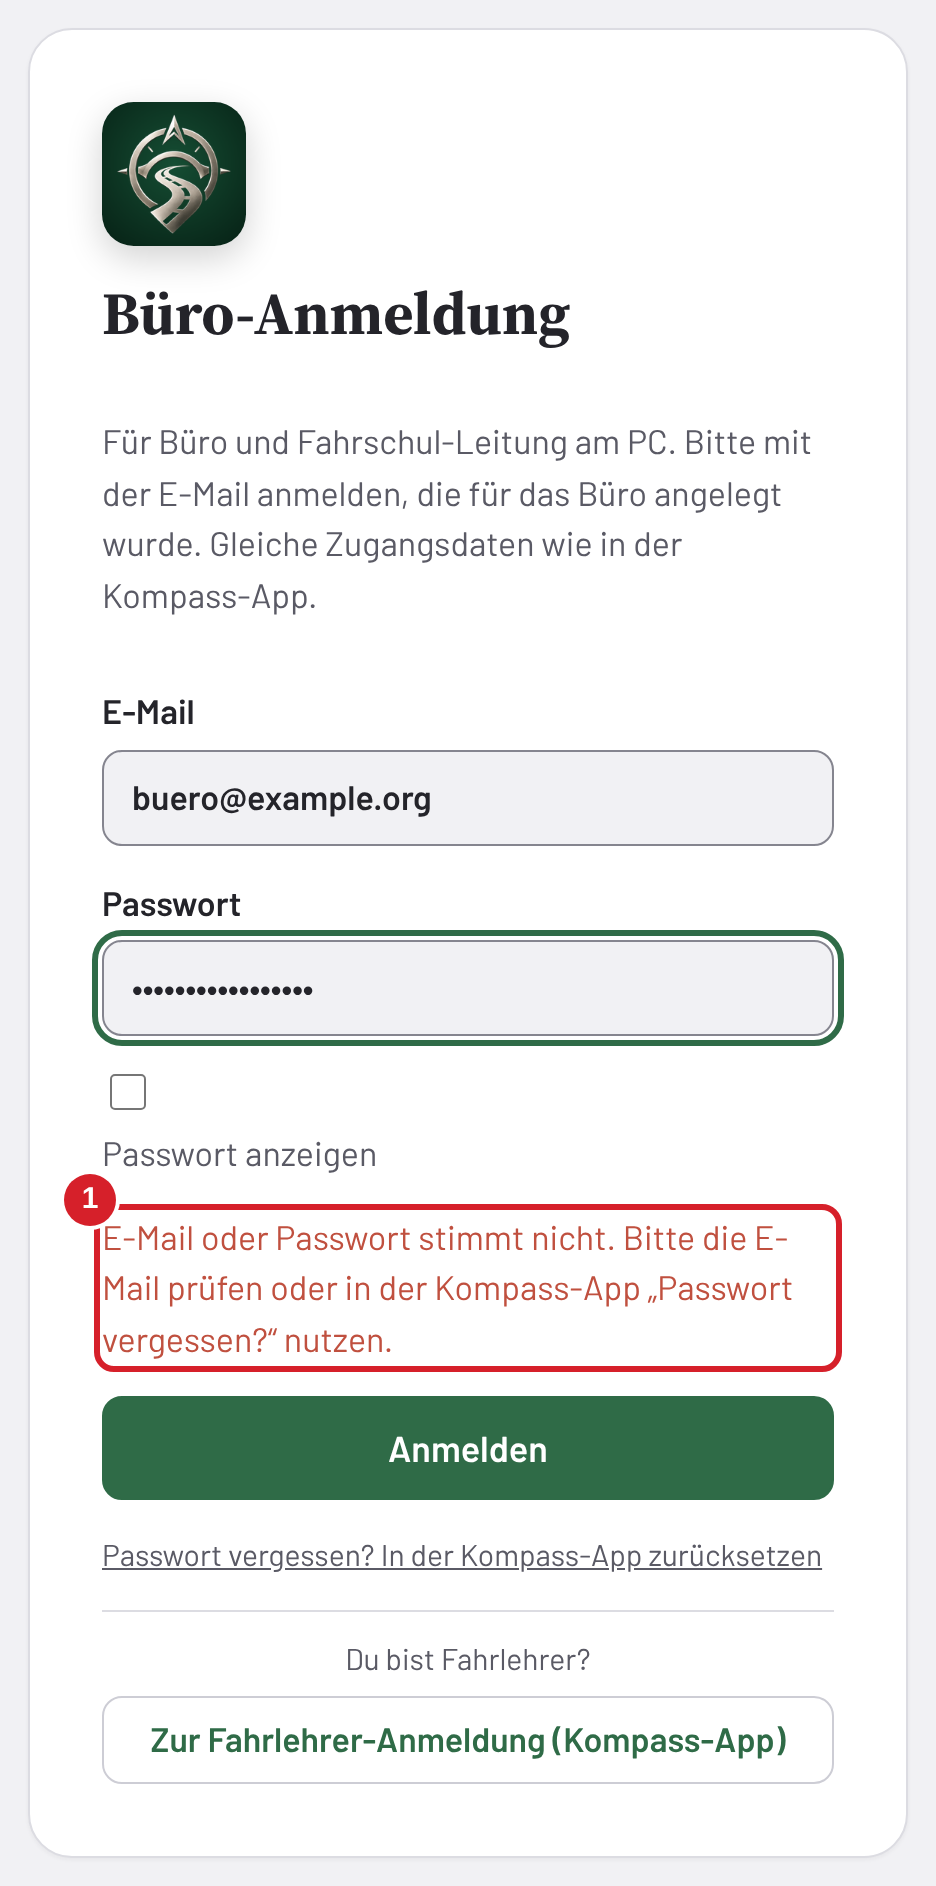 Büro-Anmeldung
Für Büro und Fahrschul-Leitung am PC. Bitte mit
der E-Mail anmelden, die für das Büro angelegt
wurde. Gleiche Zugangsdaten wie in der
Kompass-App.
E-Mail
buero@example.org
Passwort
•••••••••••••••••
Passwort anzeigen
1
E-Mail oder Passwort stimmt nicht. Bitte die E-
Mail prüfen oder in der Kompass-App „Passwort
vergessen?“ nutzen.
Anmelden
Passwort vergessen? In der Kompass-App zurücksetzen
Du bist Fahrlehrer?
Zur Fahrlehrer-Anmeldung (Kompass-App)